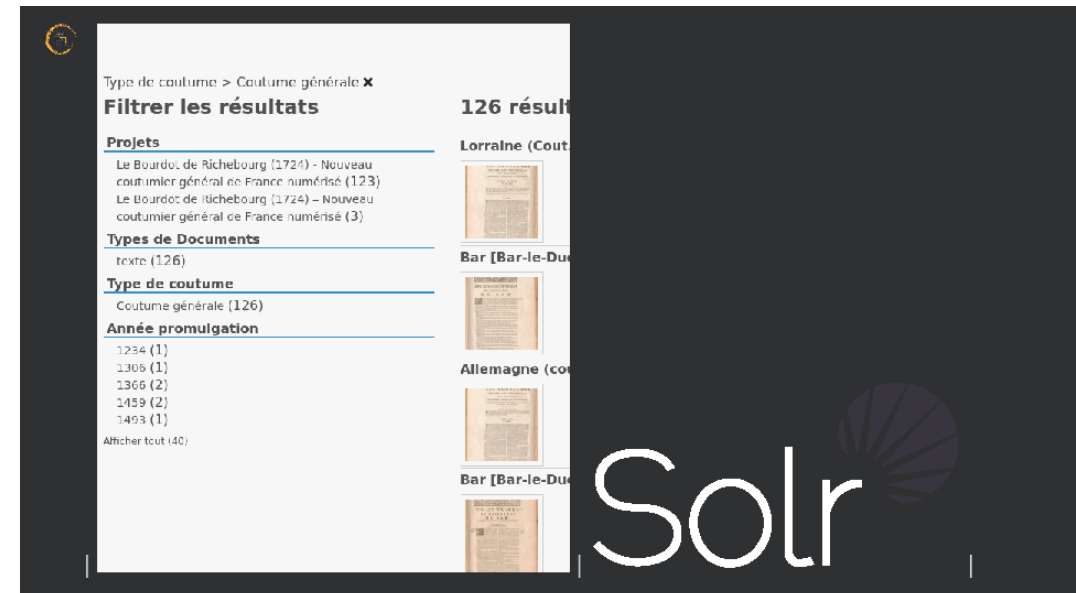 Type de coutume > Coutume générale ✖
Filtrer les résultats
Projets
Le Bourdot de Richebourg (1724) - Nouveau
coutumier général de France numérisé (123)
Le Bourdot de Richebourg (1724) – Nouveau
coutumier général de France numérisé (3)
Types de Documents
texte (126)
Type de coutume
Coutume générale (126)
Année promulgation
1234 (1)
1306 (1)
1366 (2)
1459 (2)
1493 (1)
Afficher tout (40)
126 résult
Lorraine (Cout.
Bar [Bar-le-Duc
Allemagne (cou
Bar [Bar-le-Duc
Solr